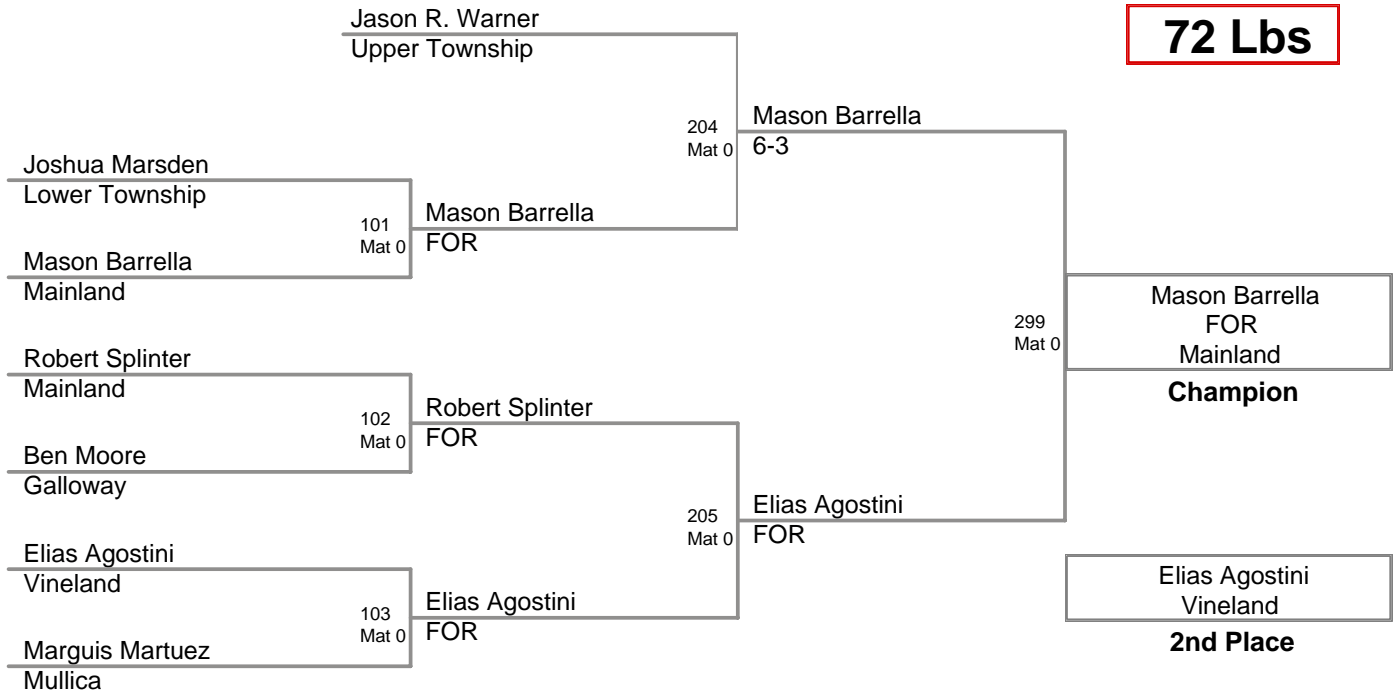 Jason R. Warner
Upper Township
72 Lbs
204
Mat 0
Mason Barrella
6-3
Joshua Marsden
Lower Township
101
Mat 0
Mason Barrella
FOR
Mason Barrella
Mainland
299
Mat 0
Mason Barrella
FOR
Mainland
Champion
Robert Splinter
Mainland
102
Mat 0
Robert Splinter
FOR
Ben Moore
Galloway
205
Mat 0
Elias Agostini
FOR
Elias Agostini
Vineland
103
Mat 0
Elias Agostini
FOR
Marguis Martuez
Mullica
Elias Agostini
Vineland
2nd Place